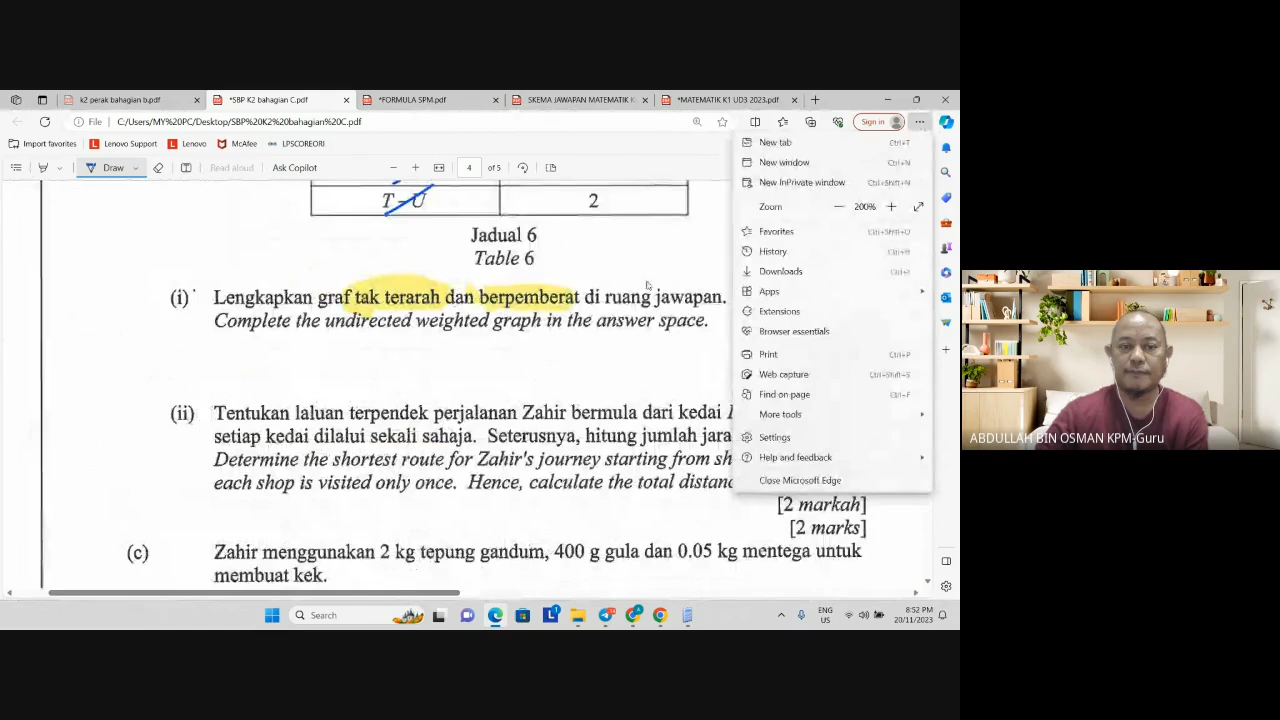 k2 perak bahagian b.pdf
*SBP K2 bahagian C.pdf
*FORMULA SPM.pdf
SKEMA JAWAPAN MATEMATIK K
*MATEMATIK K1 UD3 2023.pdf
File
C:/Users/MY%20PC/Desktop/SBP%20K2%20bahagian%20C.pdf
Sign in
Import favorites
Lenovo Support
Lenovo
McAfee
LPSCOREORI
Draw
Read aloud
Ask Copilot
4
of 5
New tab Ctrl+T
New window Ctrl+N
New InPrivate window Ctrl+Shift+N
Zoom 200%
Favorites Ctrl+Shift+O
History Ctrl+H
Downloads Ctrl+J
Apps
Extensions
Browser essentials
Print Ctrl+P
Web capture Ctrl+Shift+S
Find on page Ctrl+F
More tools
Settings
Help and feedback
Close Microsoft Edge
T – U 2
Jadual 6
Table 6
(i) Lengkapkan graf tak terarah dan berpemberat di ruang jawapan.
Complete the undirected weighted graph in the answer space.
(ii) Tentukan laluan terpendek perjalanan Zahir bermula dari kedai
setiap kedai dilalui sekali sahaja. Seterusnya, hitung jumlah jara
Determine the shortest route for Zahir's journey starting from sh
each shop is visited only once. Hence, calculate the total distanc
[2 markah]
[2 marks]
(c) Zahir menggunakan 2 kg tepung gandum, 400 g gula dan 0.05 kg mentega untuk
membuat kek.
ABDULLAH BIN OSMAN KPM-Guru
Search
ENG
US
8:52 PM
20/11/2023